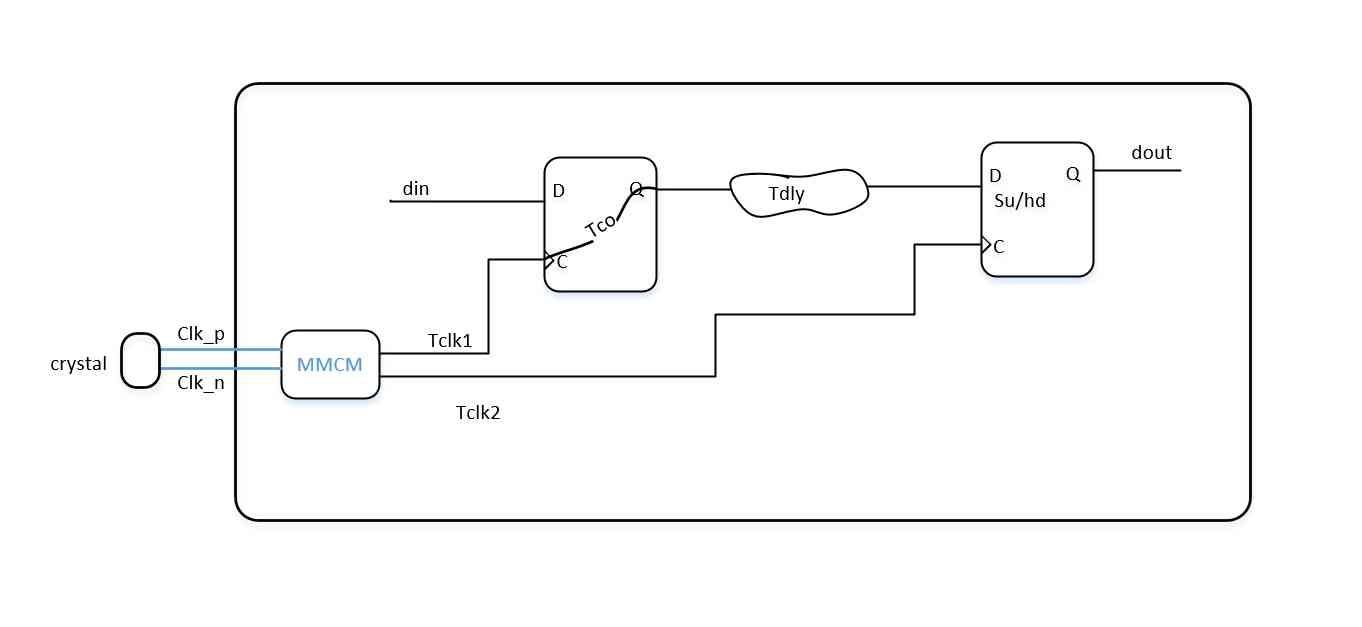 din
D
Q
Tco
C
Tdly
D
Q
Su/hd
C
dout
crystal
Clk_p
Clk_n
MMCM
Tclk1
Tclk2